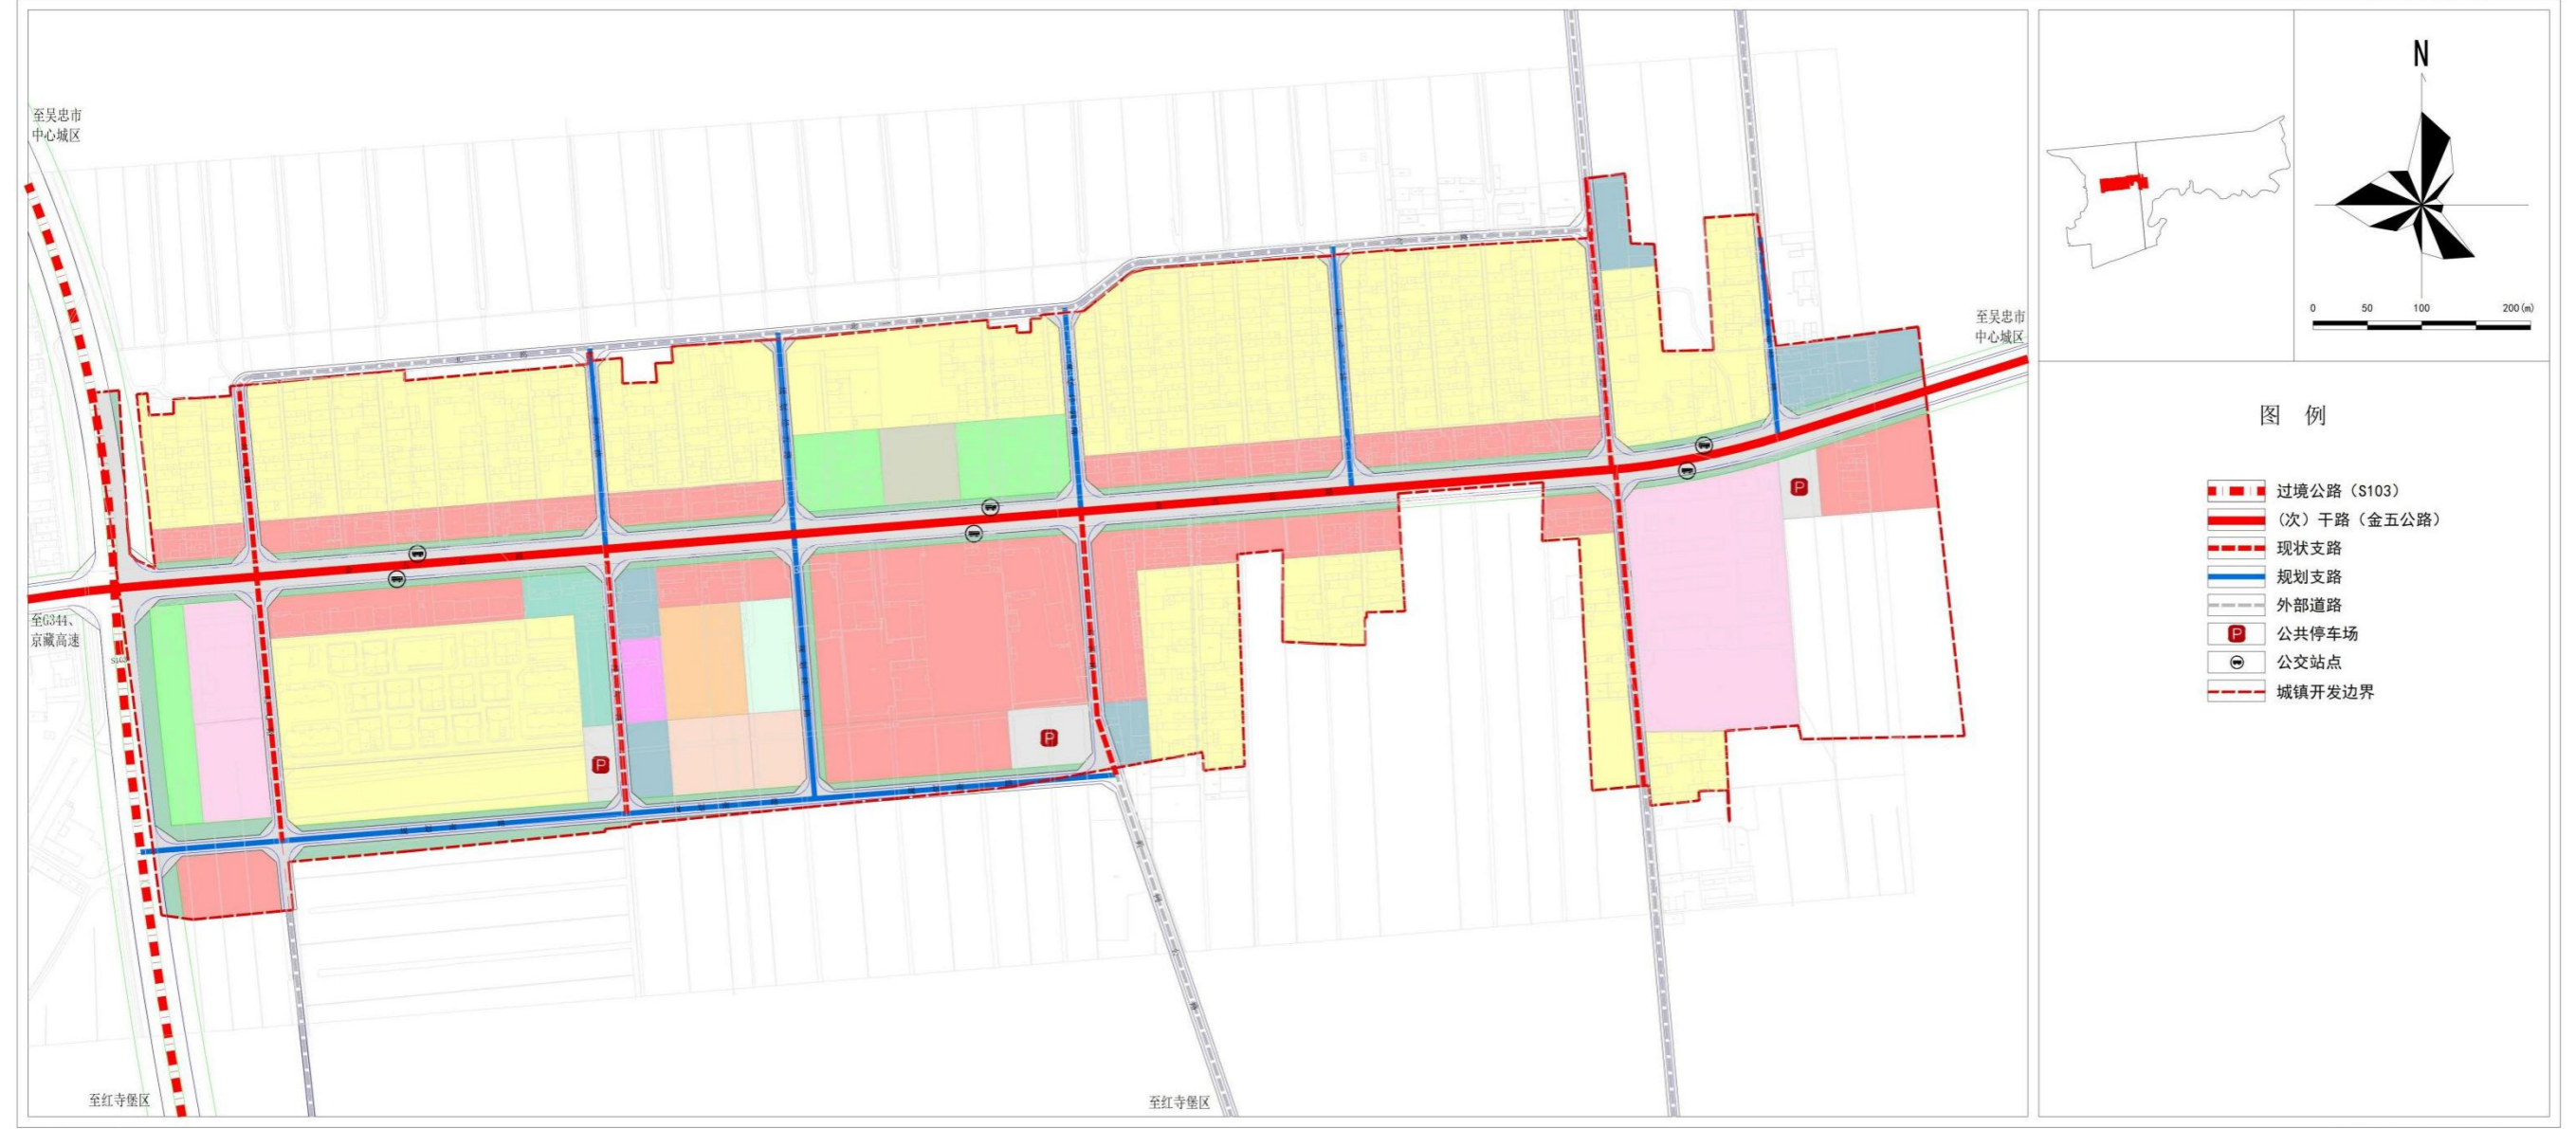 至吴忠市
中心城区
至G344、
京藏高速
S103
至红寺堡区
至红寺堡区
至吴忠市
中心城区
P
P
P
N
0 50 100 200(m)
图 例
过境公路（S103）
（次）干路（金五公路）
现状支路
规划支路
外部道路
P 公共停车场
公交站点
城镇开发边界